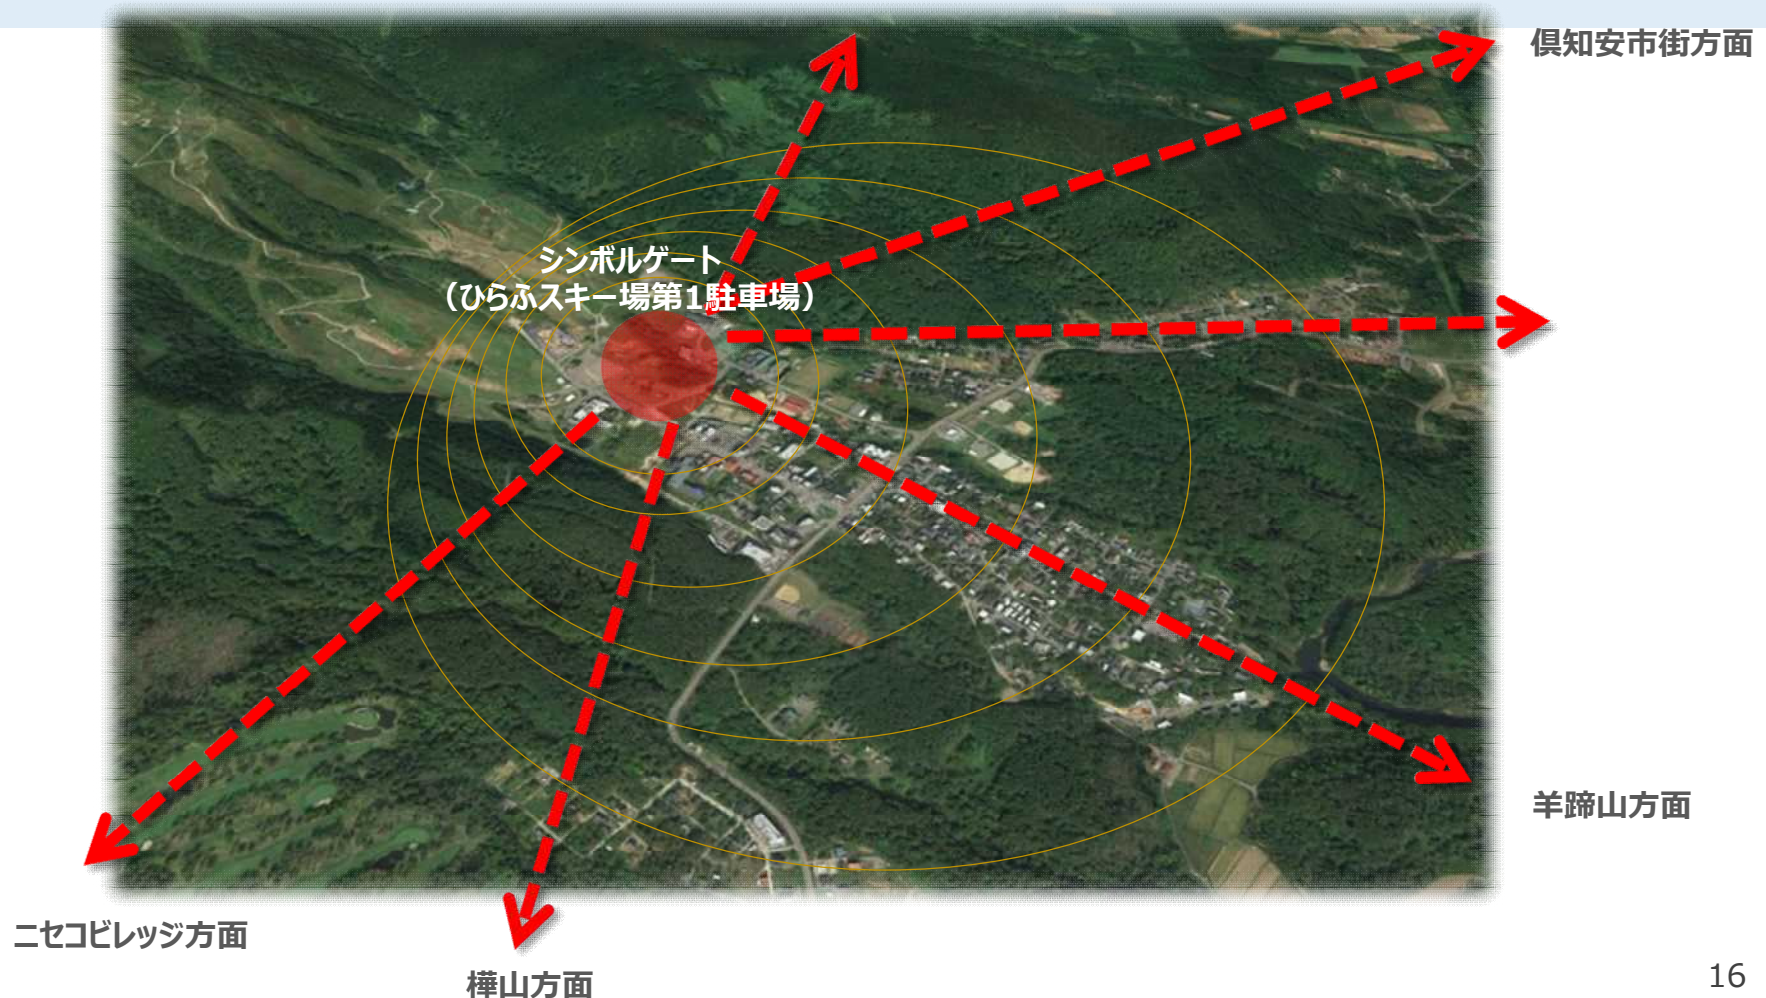 倶知安市街方面
シンボルゲート
（ひらふスキー場第1駐車場）
羊蹄山方面
ニセコビレッジ方面
樺山方面
16